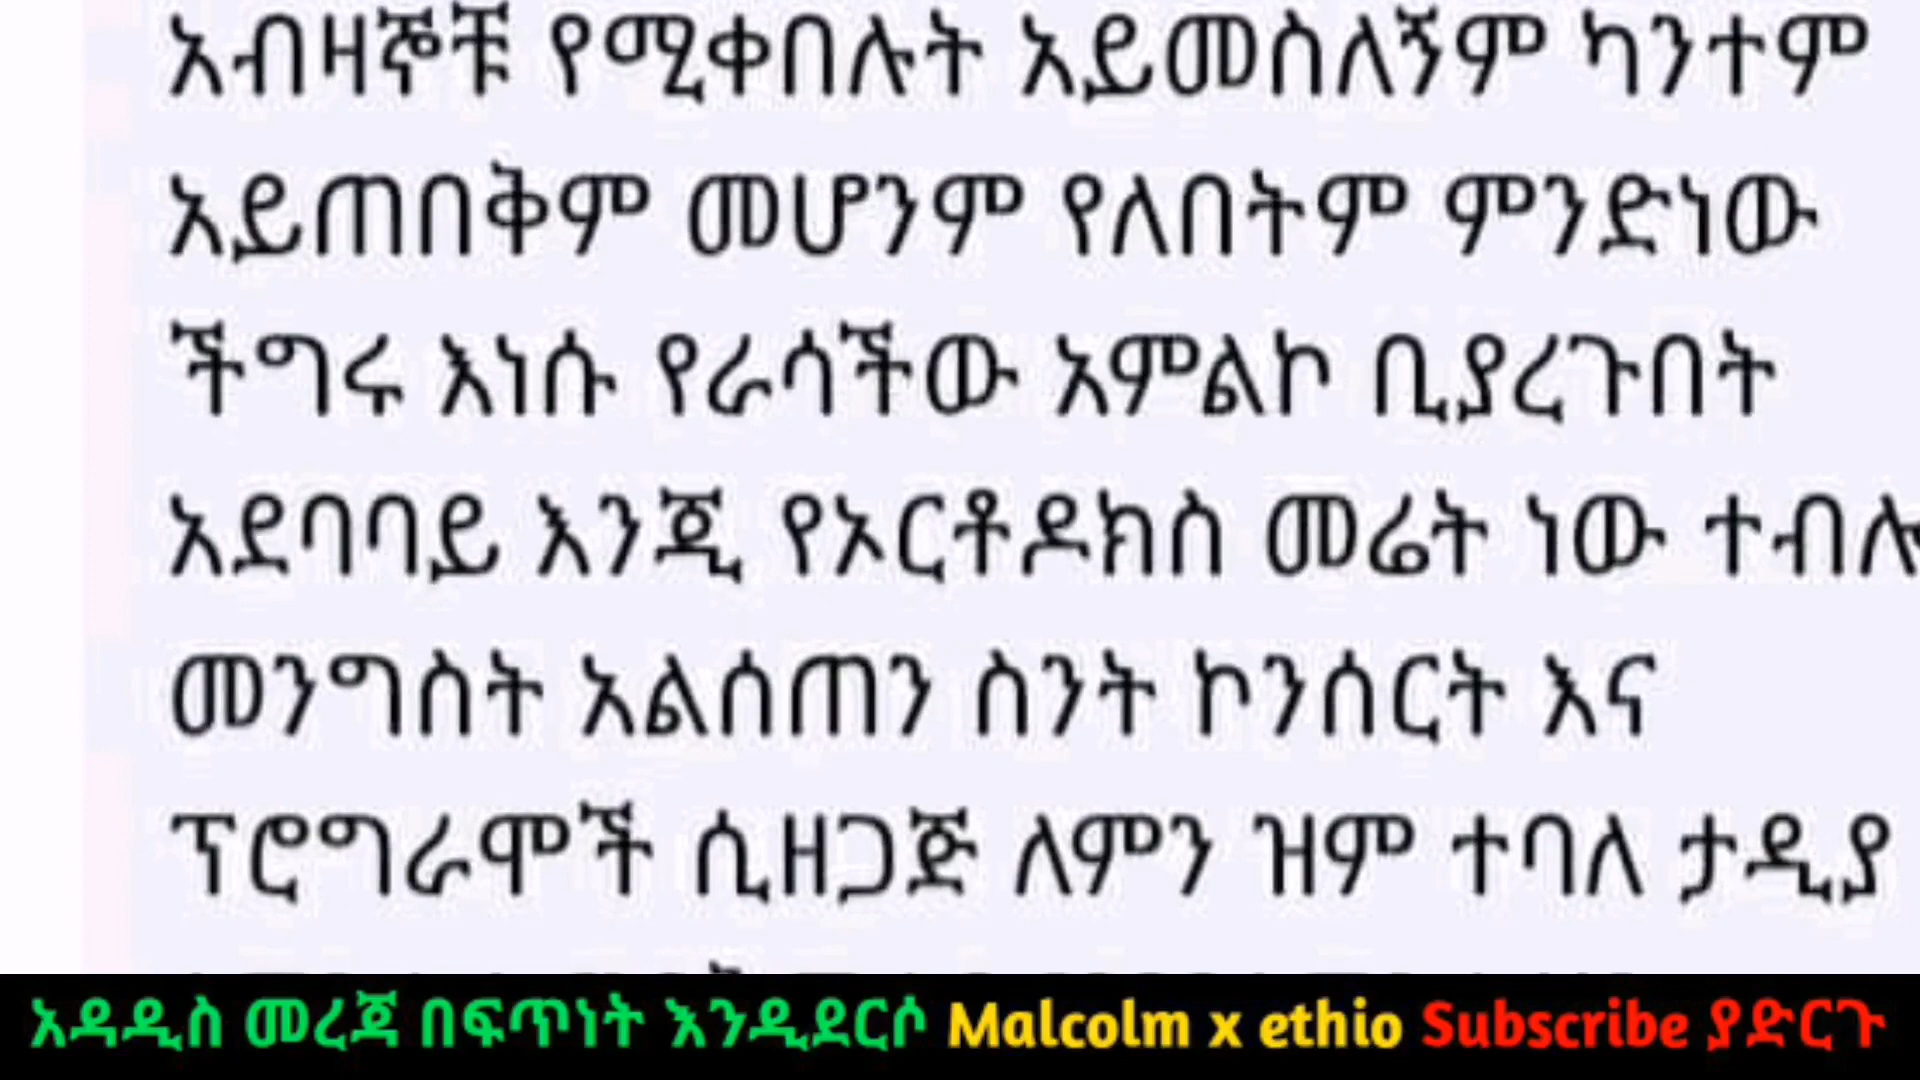 አብዛኞቹ የሚቀበሉት አይመስለኝም ካንተም
አይጠበቅም መሆንም የለበትም ምንድነው
ችግሩ እነሱ የራሳችው አምልኮ ቢያረጉበት
አደባባይ እንጂ የኦርቶዶክስ መሬት ነው ተብሎ
መንግስት አልሰጠን ስንት ኮንሰርት እና
ፕሮግራሞች ሲዘጋጅ ለምን ዝም ተባለ ታዲያ
አዳዲስ መረጃ በፍጥነት እንዲደርሶ Malcolm x ethio Subscribe ያድርጉ